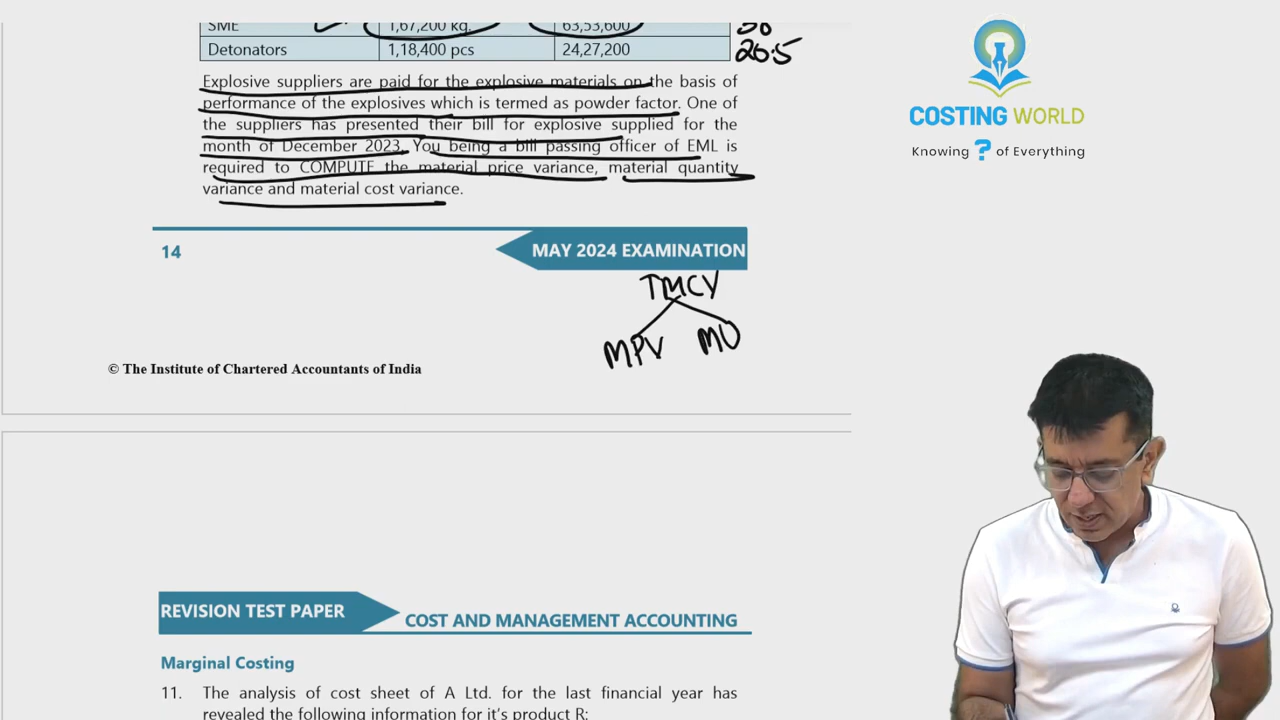 SME 1,67,200 kg. 63,53,600 38
Detonators 1,18,400 pcs 24,27,200 20.5
Explosive suppliers are paid for the explosive materials on the basis of
performance of the explosives which is termed as powder factor. One of
the suppliers has presented their bill for explosive supplied for the
month of December 2023. You being a bill passing officer of EML is
required to COMPUTE the material price variance, material quantity
variance and material cost variance.
14 MAY 2024 EXAMINATION
TMCV
MPV MU
© The Institute of Chartered Accountants of India
REVISION TEST PAPER COST AND MANAGEMENT ACCOUNTING
Marginal Costing
11. The analysis of cost sheet of A Ltd. for the last financial year has
revealed the following information for it's product R:
COSTING WORLD
Knowing ? of Everything